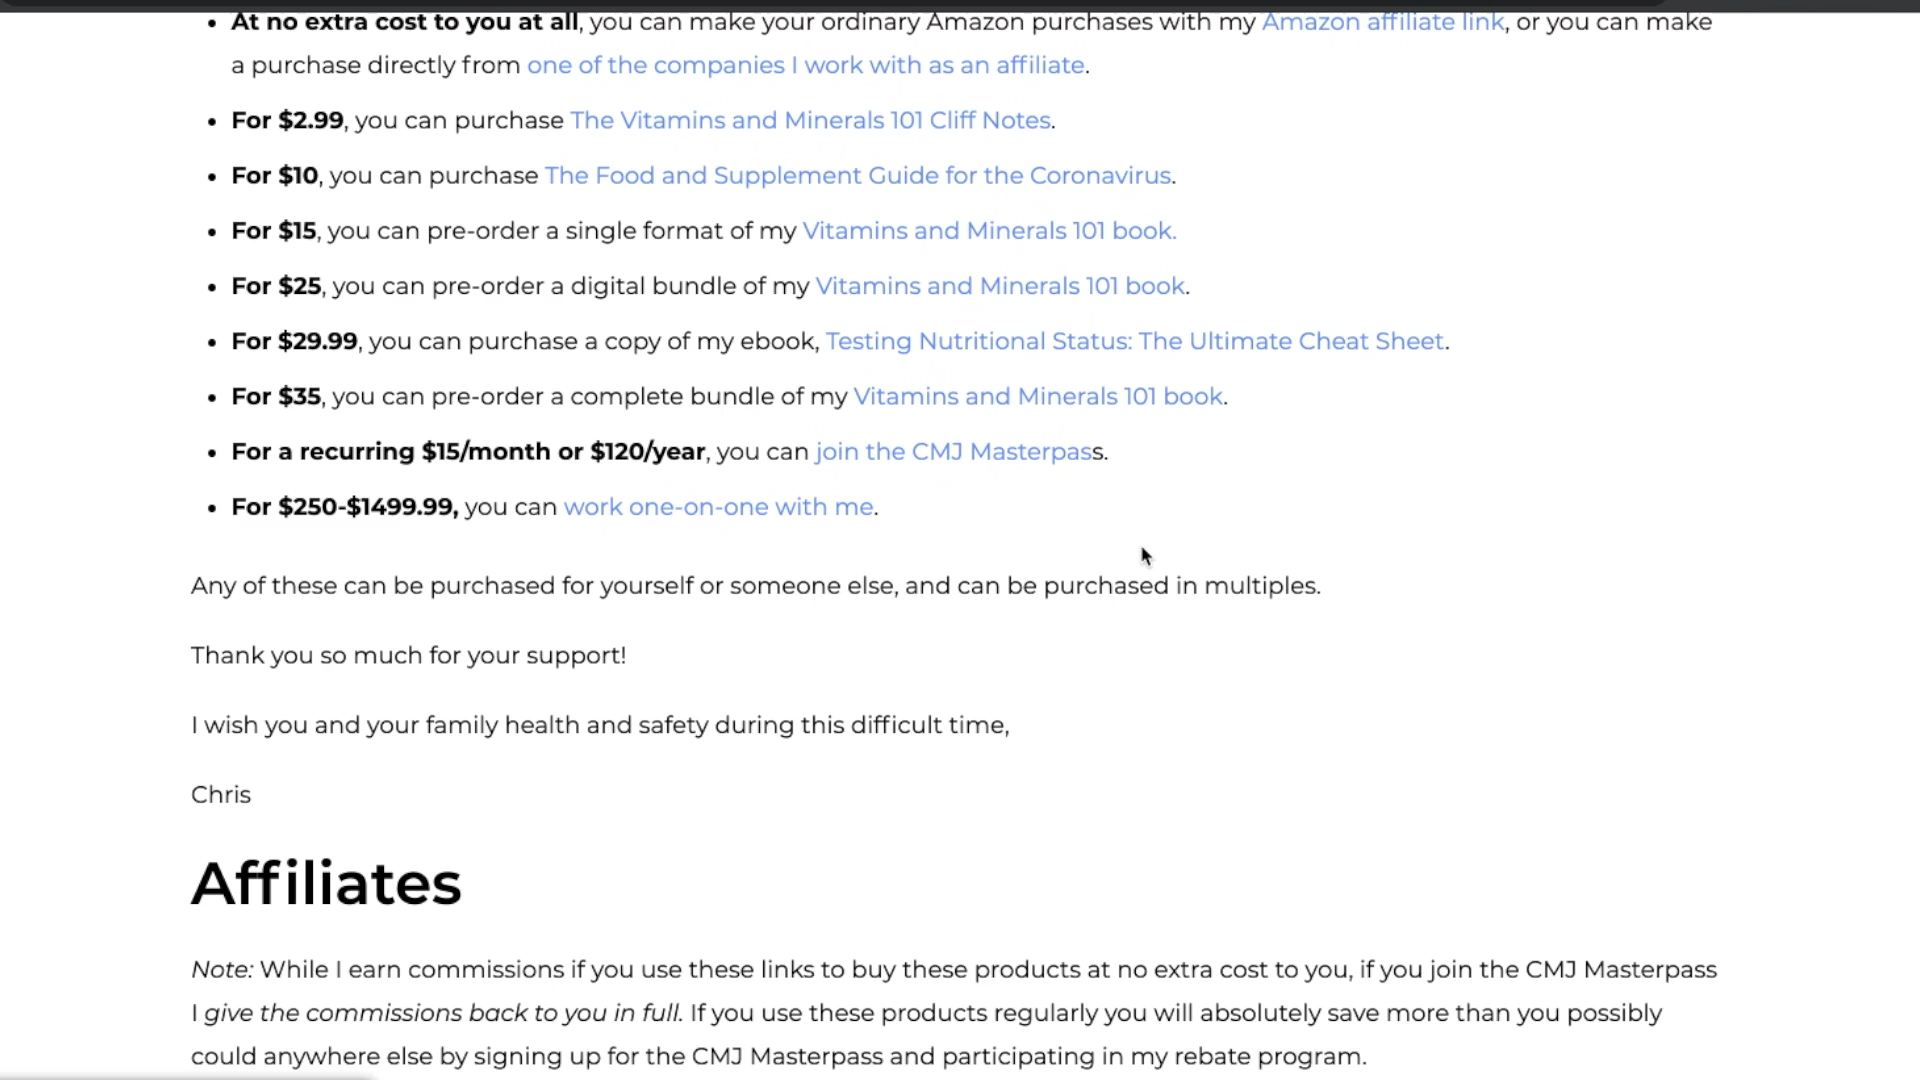 • At no extra cost to you at all, you can make your ordinary Amazon purchases with my Amazon affiliate link, or you can make
a purchase directly from one of the companies I work with as an affiliate.
• For $2.99, you can purchase The Vitamins and Minerals 101 Cliff Notes.
• For $10, you can purchase The Food and Supplement Guide for the Coronavirus.
• For $15, you can pre-order a single format of my Vitamins and Minerals 101 book.
• For $25, you can pre-order a digital bundle of my Vitamins and Minerals 101 book.
• For $29.99, you can purchase a copy of my ebook, Testing Nutritional Status: The Ultimate Cheat Sheet.
• For $35, you can pre-order a complete bundle of my Vitamins and Minerals 101 book.
• For a recurring $15/month or $120/year, you can join the CMJ Masterpass.
• For $250-$1499.99, you can work one-on-one with me.
Any of these can be purchased for yourself or someone else, and can be purchased in multiples.
Thank you so much for your support!
I wish you and your family health and safety during this difficult time,
Chris
Affiliates
Note: While I earn commissions if you use these links to buy these products at no extra cost to you, if you join the CMJ Masterpass
I give the commissions back to you in full. If you use these products regularly you will absolutely save more than you possibly
could anywhere else by signing up for the CMJ Masterpass and participating in my rebate program.